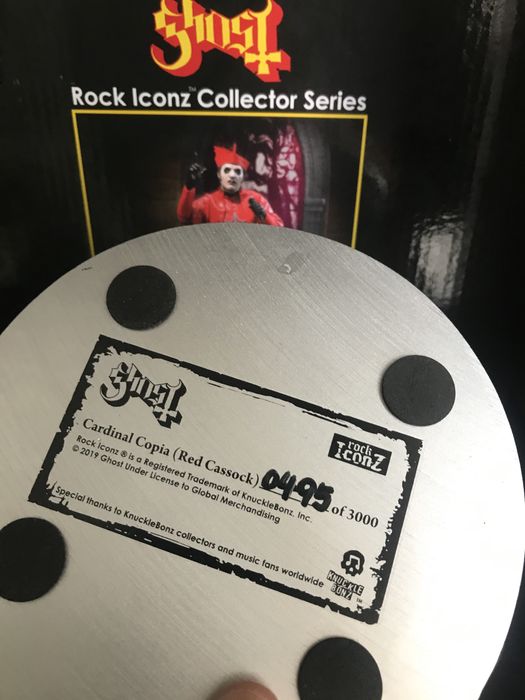 Ghost
Rock Iconz™ Collector Series
Ghost
Cardinal Copia (Red Cassock) 0495 of 3000
rock Iconz
Rock Iconz ® is a Registered Trademark of KnuckleBonz, Inc.
© 2019 Ghost Under License to Global Merchandising
Special thanks to KnuckleBonz collectors and music fans worldwide
KNUCKLE
BONZ™